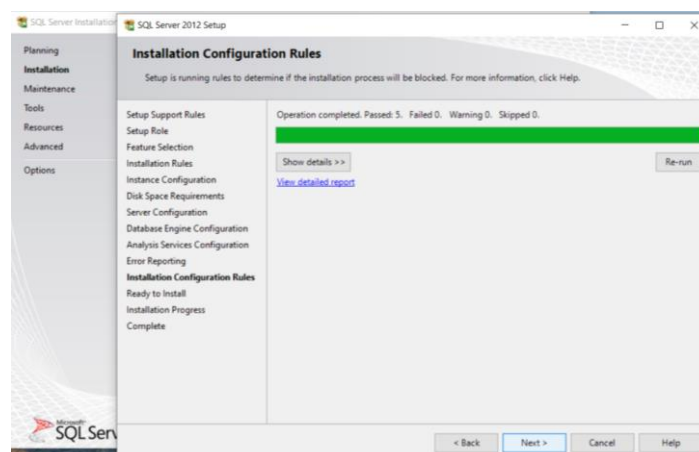 SQL Server Installation
Planning
Installation
Maintenance
Tools
Resources
Advanced
Options
Microsoft
SQL Serv
SQL Server 2012 Setup
Installation Configuration Rules
Setup is running rules to determine if the installation process will be blocked. For more information, click Help.
Setup Support Rules
Setup Role
Feature Selection
Installation Rules
Instance Configuration
Disk Space Requirements
Server Configuration
Database Engine Configuration
Analysis Services Configuration
Error Reporting
Installation Configuration Rules
Ready to Install
Installation Progress
Complete
Operation completed. Passed: 5. Failed 0. Warning 0. Skipped 0.
Show details >>
Re-run
View detailed report
< Back
Next >
Cancel
Help